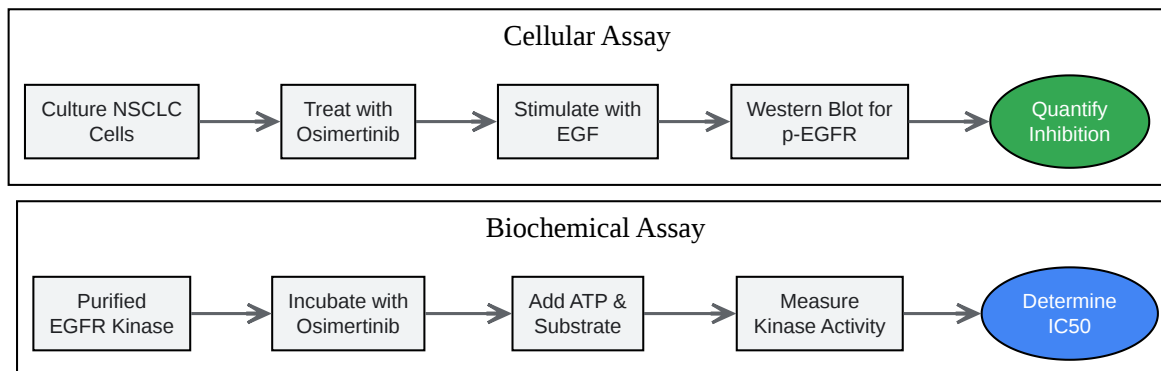 Cellular Assay
Culture NSCLC
Cells
Treat with
Osimertinib
Stimulate with
EGF
Western Blot for
p-EGFR
Quantify
Inhibition
Biochemical Assay
Purified
EGFR Kinase
Incubate with
Osimertinib
Add ATP &
Substrate
Measure
Kinase Activity
Determine
IC50